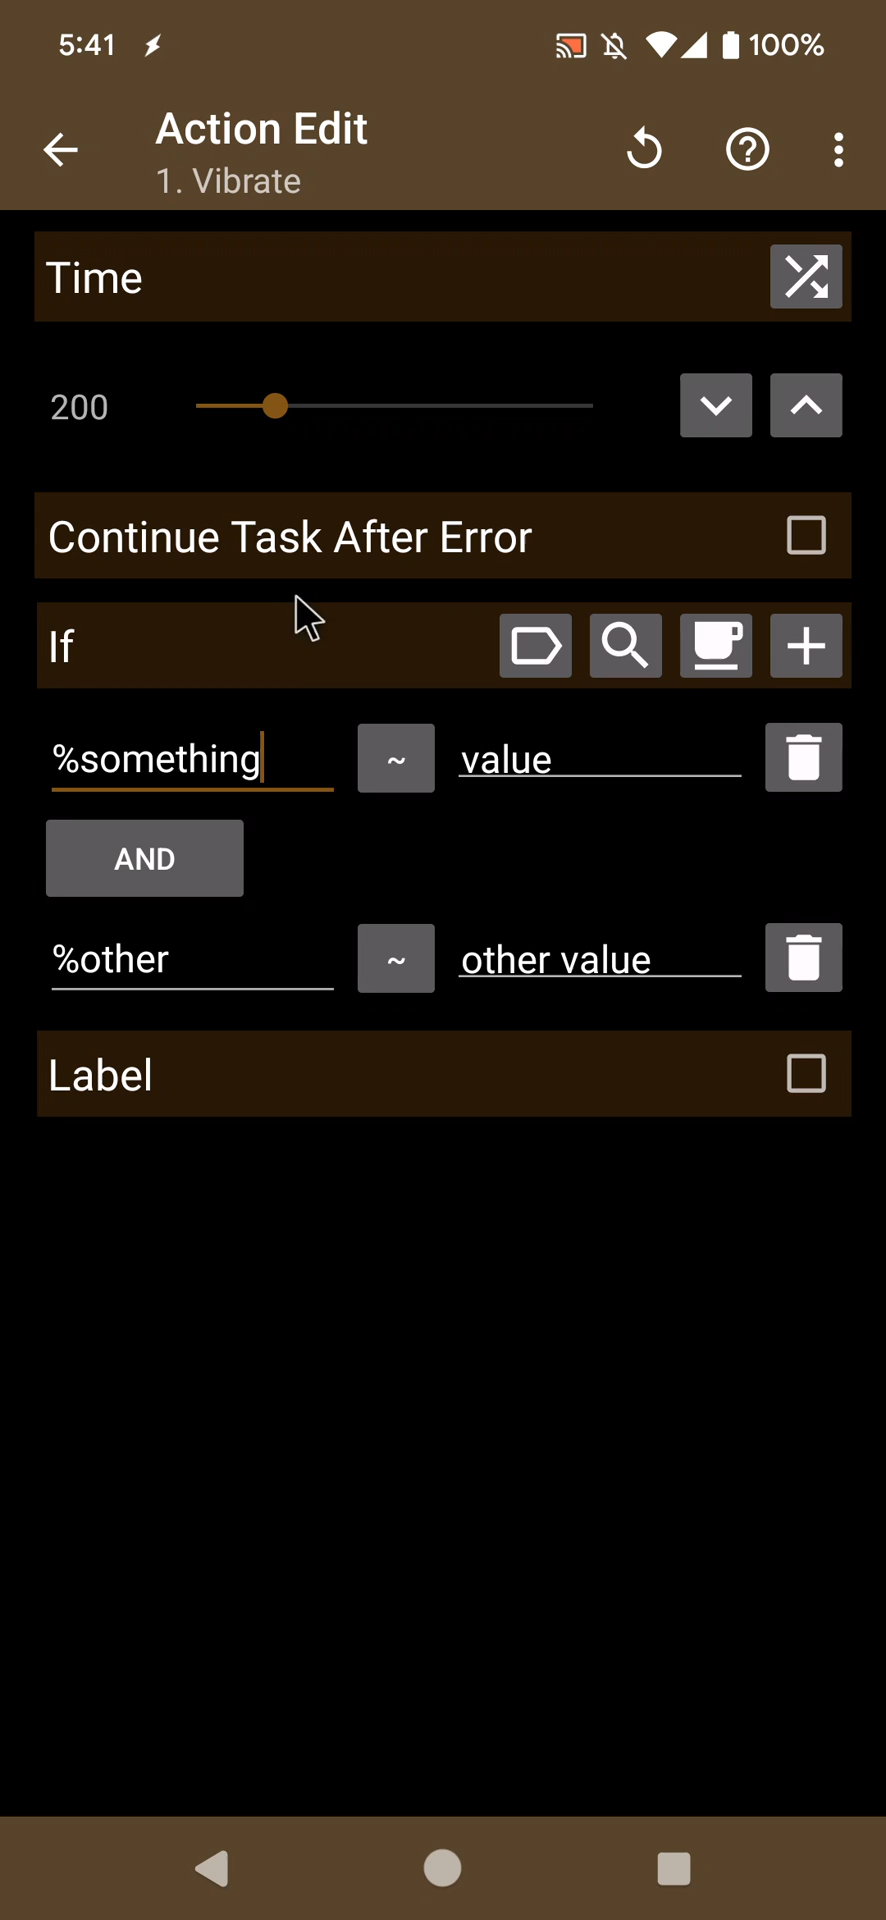 5:41
100%
Action Edit
1. Vibrate
Time
200
Continue Task After Error
If
%something ~ value
AND
%other ~ other value
Label